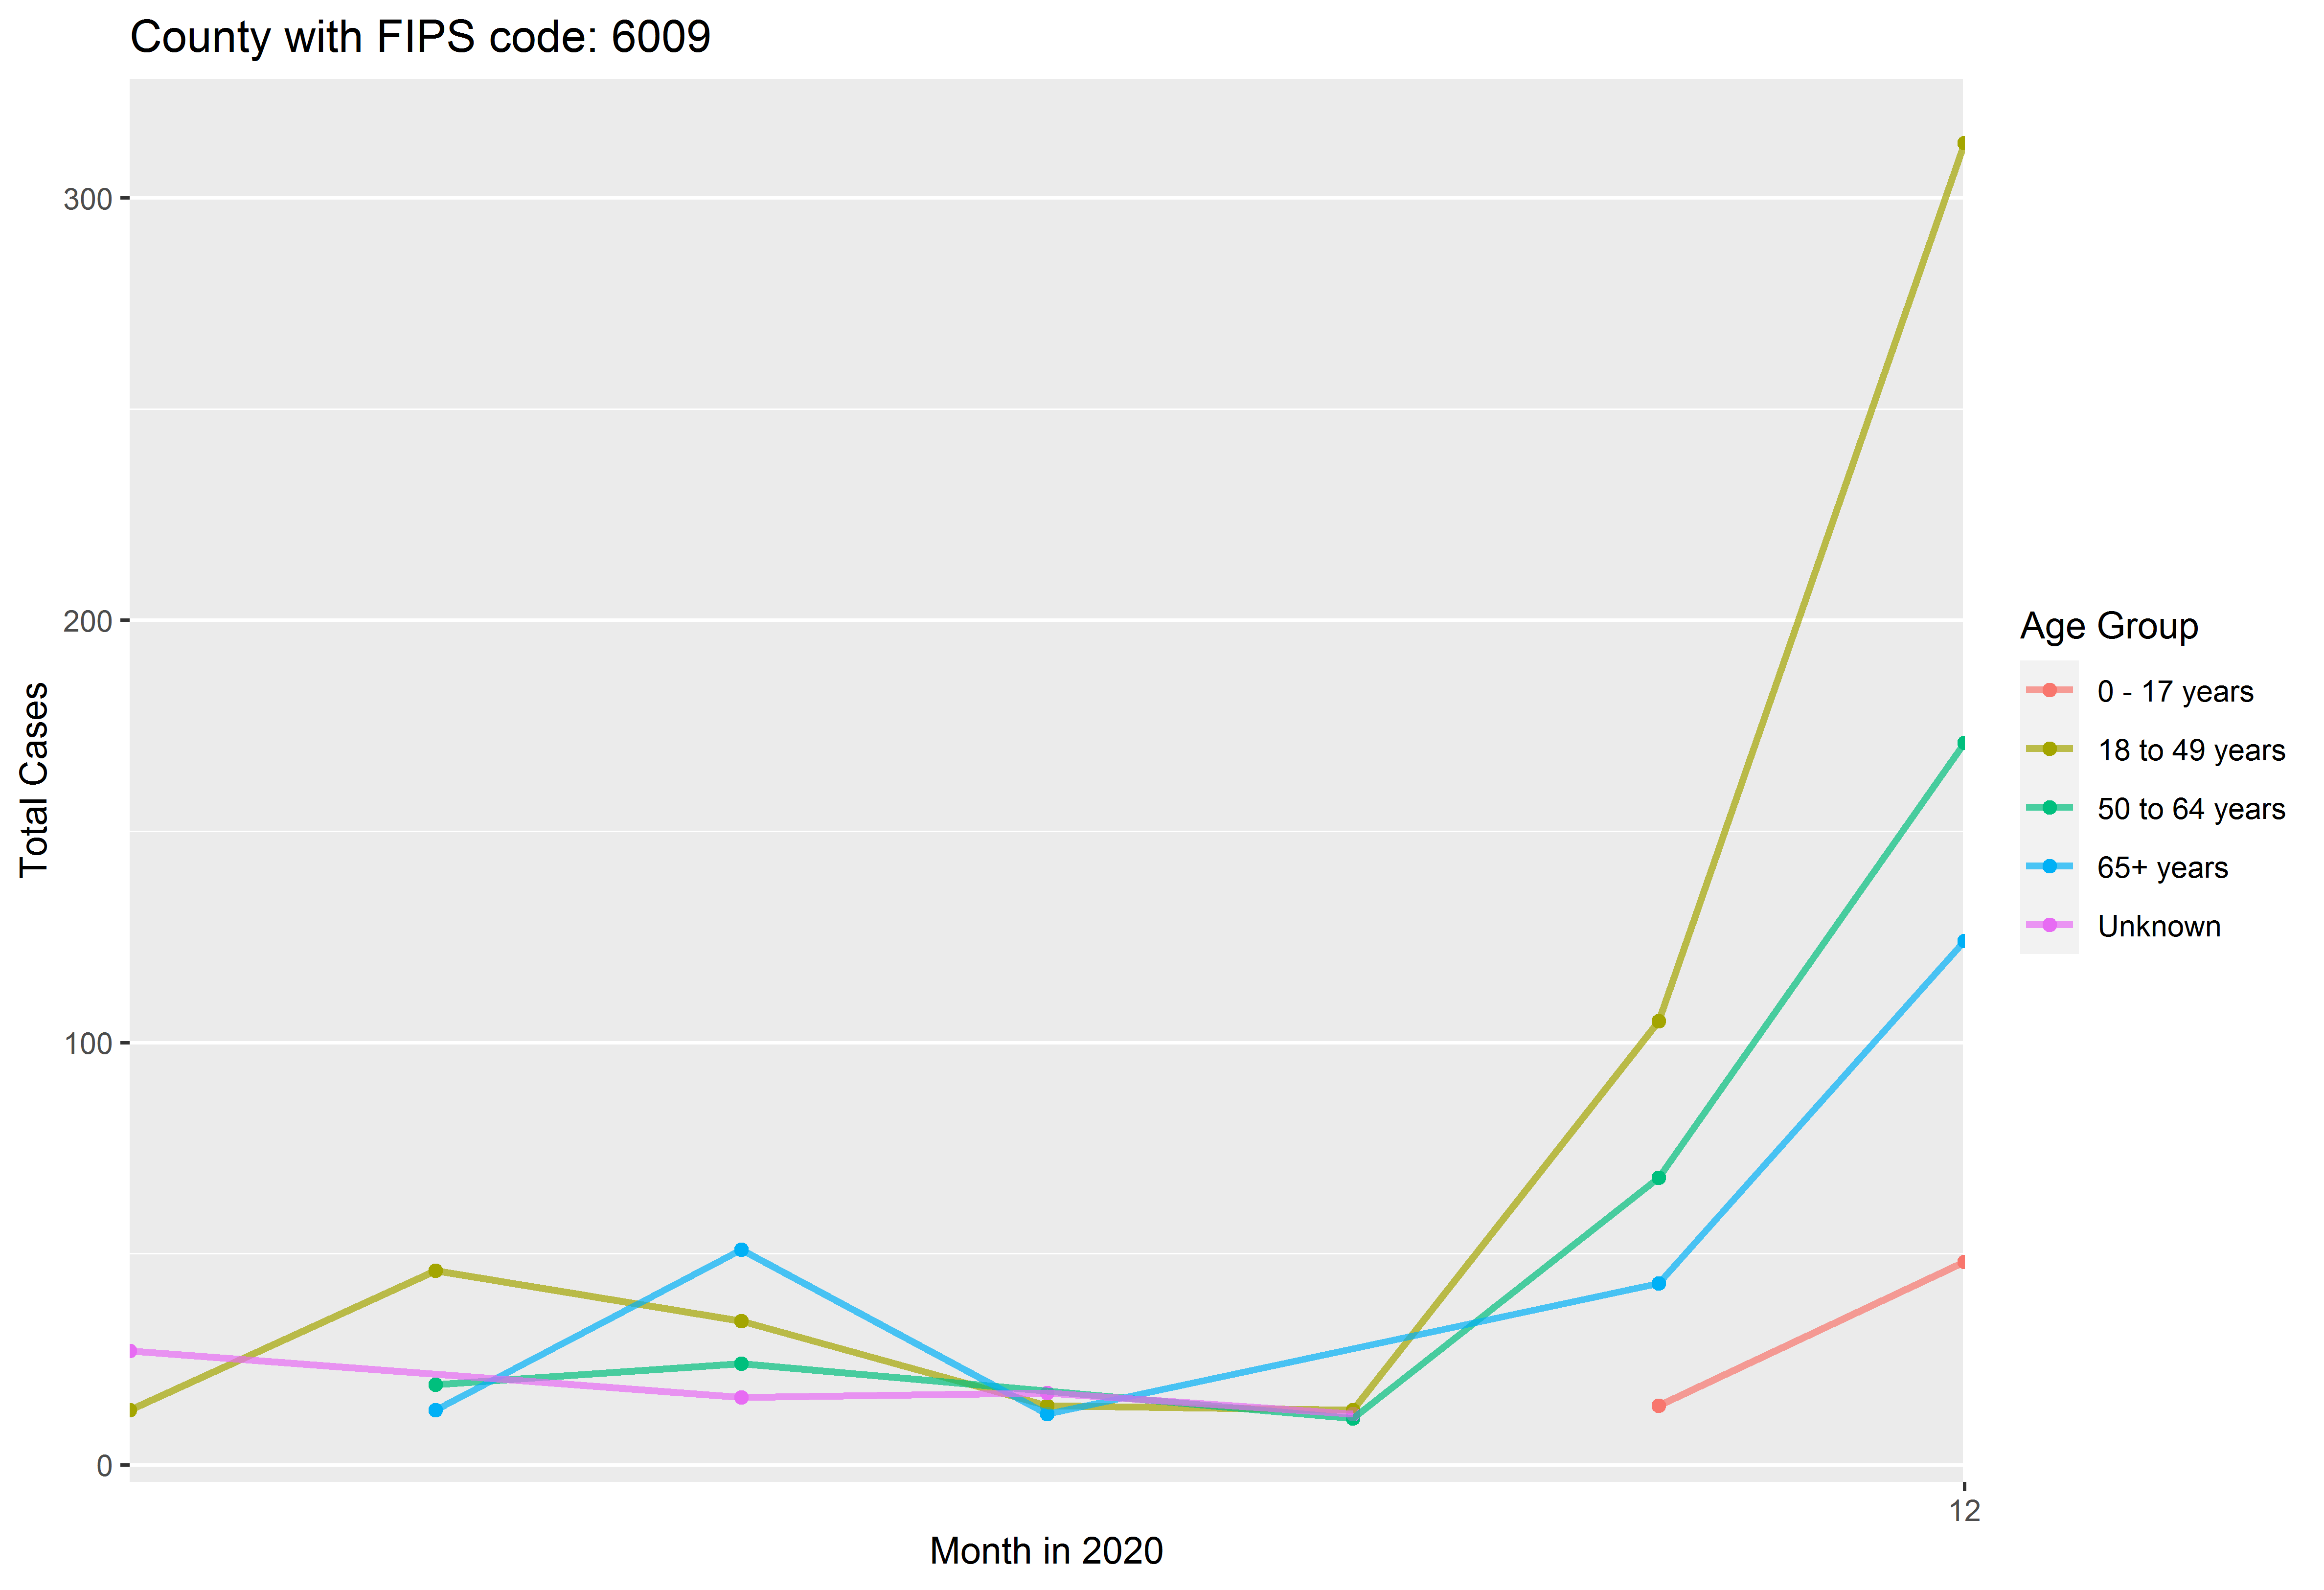 County with FIPS code: 6009
300
200
100
0
Total Cases
12
Month in 2020
Age Group
0 - 17 years
18 to 49 years
50 to 64 years
65+ years
Unknown